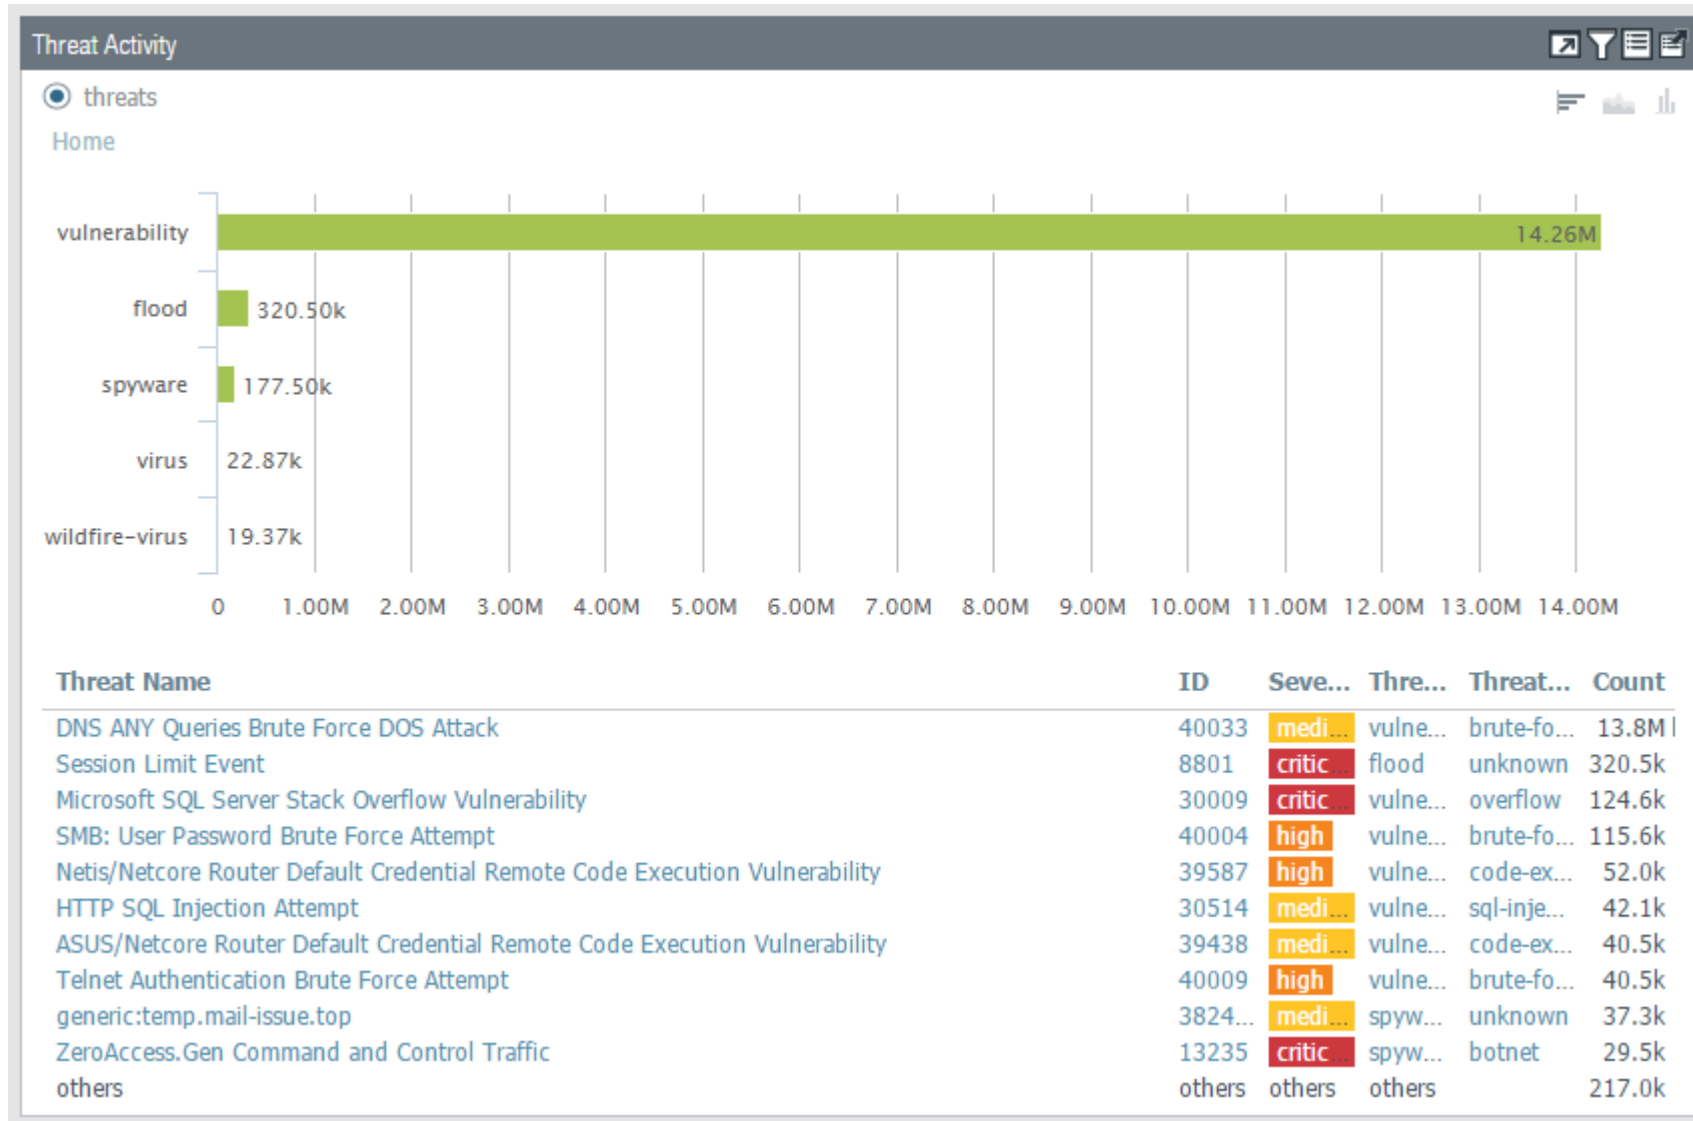 Threat Activity
threats
Home
vulnerability 14.26M
flood 320.50k
spyware 177.50k
virus 22.87k
wildfire-virus 19.37k
0 1.00M 2.00M 3.00M 4.00M 5.00M 6.00M 7.00M 8.00M 9.00M 10.00M 11.00M 12.00M 13.00M 14.00M
Threat Name ID Seve... Thre... Threat... Count
DNS ANY Queries Brute Force DOS Attack 40033 medi... vulne... brute-fo... 13.8M
Session Limit Event 8801 critic... flood unknown 320.5k
Microsoft SQL Server Stack Overflow Vulnerability 30009 critic... vulne... overflow 124.6k
SMB: User Password Brute Force Attempt 40004 high vulne... brute-fo... 115.6k
Netis/Netcore Router Default Credential Remote Code Execution Vulnerability 39587 high vulne... code-ex... 52.0k
HTTP SQL Injection Attempt 30514 medi... vulne... sql-inje... 42.1k
ASUS/Netcore Router Default Credential Remote Code Execution Vulnerability 39438 medi... vulne... code-ex... 40.5k
Telnet Authentication Brute Force Attempt 40009 high vulne... brute-fo... 40.5k
generic:temp.mail-issue.top 3824... medi... spyw... unknown 37.3k
ZeroAccess.Gen Command and Control Traffic 13235 critic... spyw... botnet 29.5k
others others others others 217.0k